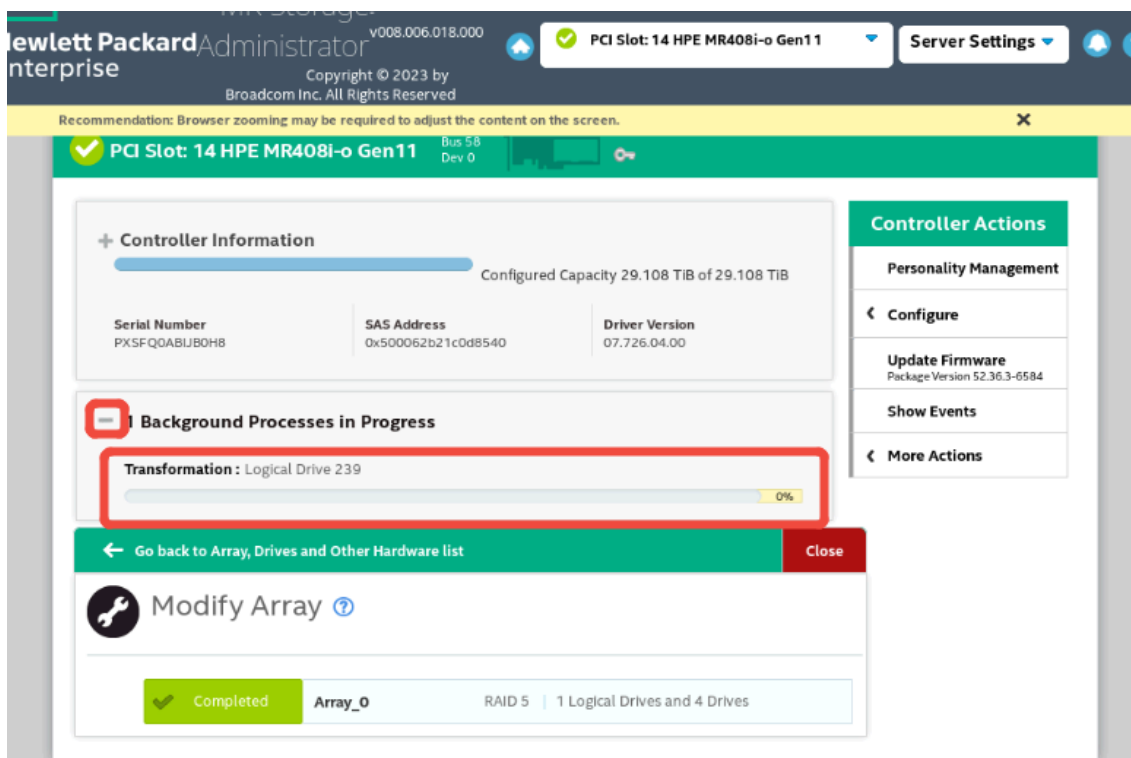 MR Storage
Hewlett Packard Administrator v008.006.018.000
Enterprise
Copyright © 2023 by
Broadcom Inc. All Rights Reserved
PCI Slot: 14 HPE MR408i-o Gen11
Server Settings
Recommendation: Browser zooming may be required to adjust the content on the screen.
PCI Slot: 14 HPE MR408i-o Gen11
Bus 58
Dev 0
Controller Information
Configured Capacity 29.108 TiB of 29.108 TiB
Serial Number
PXSFQ0ABIJB0H8
SAS Address
0x500062b21c0d8540
Driver Version
07.726.04.00
1 Background Processes in Progress
Transformation : Logical Drive 239
0%
Go back to Array, Drives and Other Hardware list
Close
Modify Array ?
Completed
Array_0
RAID 5 | 1 Logical Drives and 4 Drives
Controller Actions
Personality Management
Configure
Update Firmware
Package Version 52.36.3-6584
Show Events
More Actions